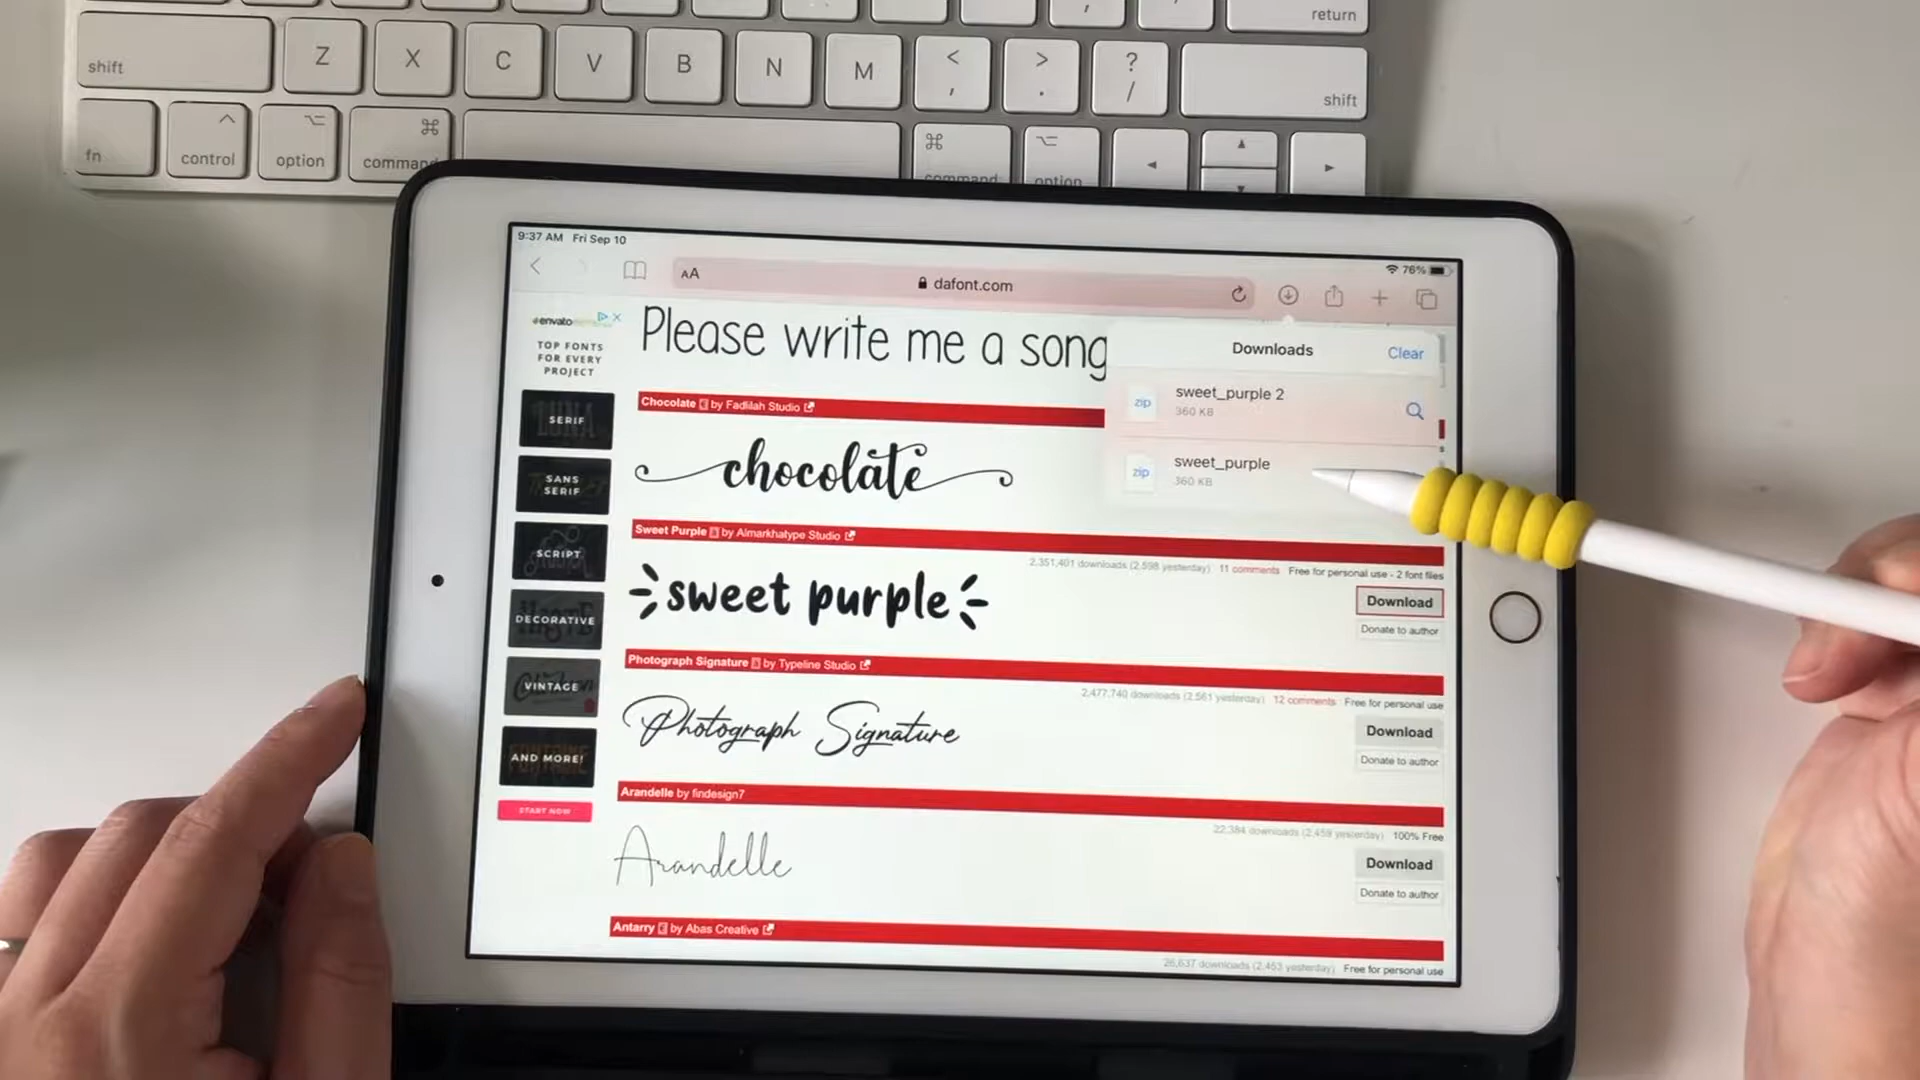 return
shift Z X C V B N M < , > . ? / shift
fn control option command command option
9:37 AM Fri Sep 10
76%
AA dafont.com
envato
TOP FONTS
FOR EVERY
PROJECT
SERIF
SANS
SERIF
SCRIPT
DECORATIVE
VINTAGE
AND MORE!
START NOW
Please write me a song
Downloads Clear
zip sweet_purple 2
360 KB
zip sweet_purple
360 KB
Chocolate by Fadlilah Studio
chocolate
Sweet Purple by Almarkhatype Studio
2,351,401 downloads (2,598 yesterday) 11 comments Free for personal use - 2 font files
sweet purple
Download
Donate to author
Photograph Signature by Typeline Studio
2,477,740 downloads (2,561 yesterday) 12 comments Free for personal use
Photograph Signature
Download
Donate to author
Arandelle by findesign7
22,384 downloads (2,459 yesterday) 100% Free
Arandelle
Download
Donate to author
Antarry by Abas Creative
26,637 downloads (2,453 yesterday) Free for personal use